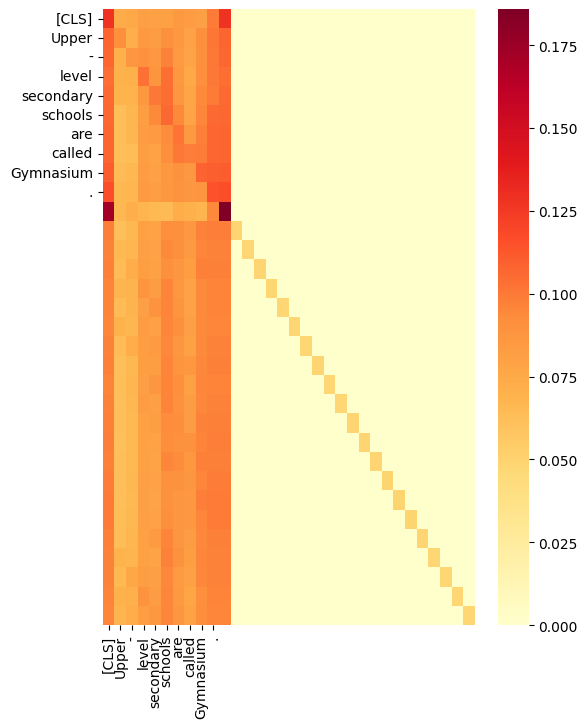 [CLS]
Upper
-
level
secondary
schools
are
called
Gymnasium
.
0.175
0.150
0.125
0.100
0.075
0.050
0.025
0.000
[CLS]
Upper
-
level
secondary
schools
are
called
Gymnasium
.